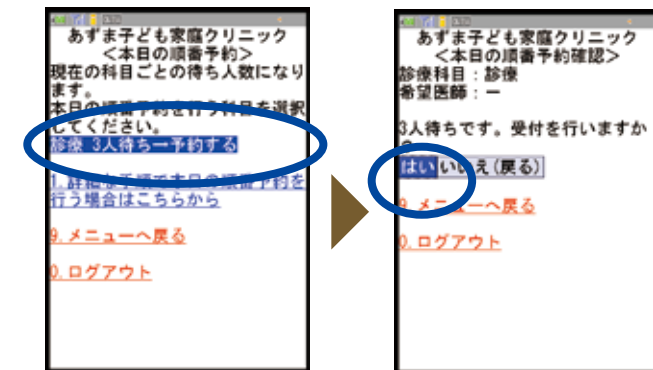 あずま子ども家庭クリニック
<本日の順番予約>
現在の科目ごとの待ち人数になり
ます。
本日の順番予約を行う科目を選択
してください。
診療 3人待ち→予約する
1.詳細な手順で本日の順番予約を
行う場合はこちらから
9.メニューへ戻る
0.ログアウト
あずま子ども家庭クリニック
<本日の順番予約確認>
診療科目:診療
希望医師:ー
3人待ちです。受付を行いますか
はい いいえ(戻る)
9.メニューへ戻る
0.ログアウト